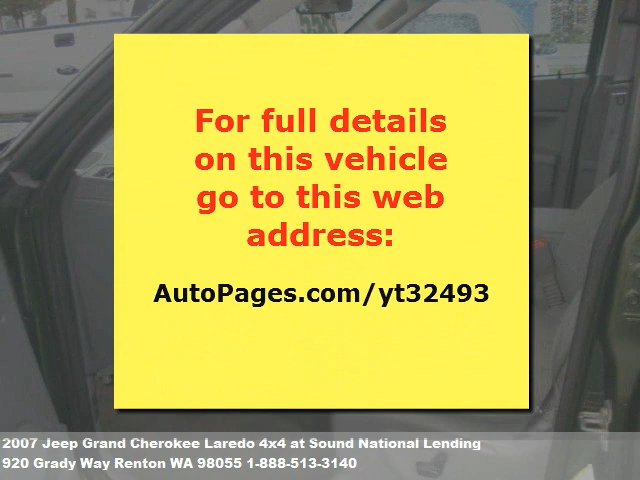 For full details
on this vehicle
go to this web
address:
AutoPages.com/yt32493
2007 Jeep Grand Cherokee Laredo 4x4 at Sound National Lending
920 Grady Way Renton WA 98055 1-888-513-3140